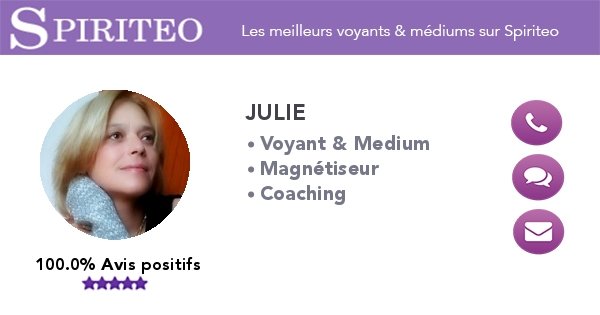 SPIRITEO
Les meilleurs voyants & médiums sur Spiriteo
JULIE
• Voyant & Medium
• Magnétiseur
• Coaching
100.0% Avis positifs